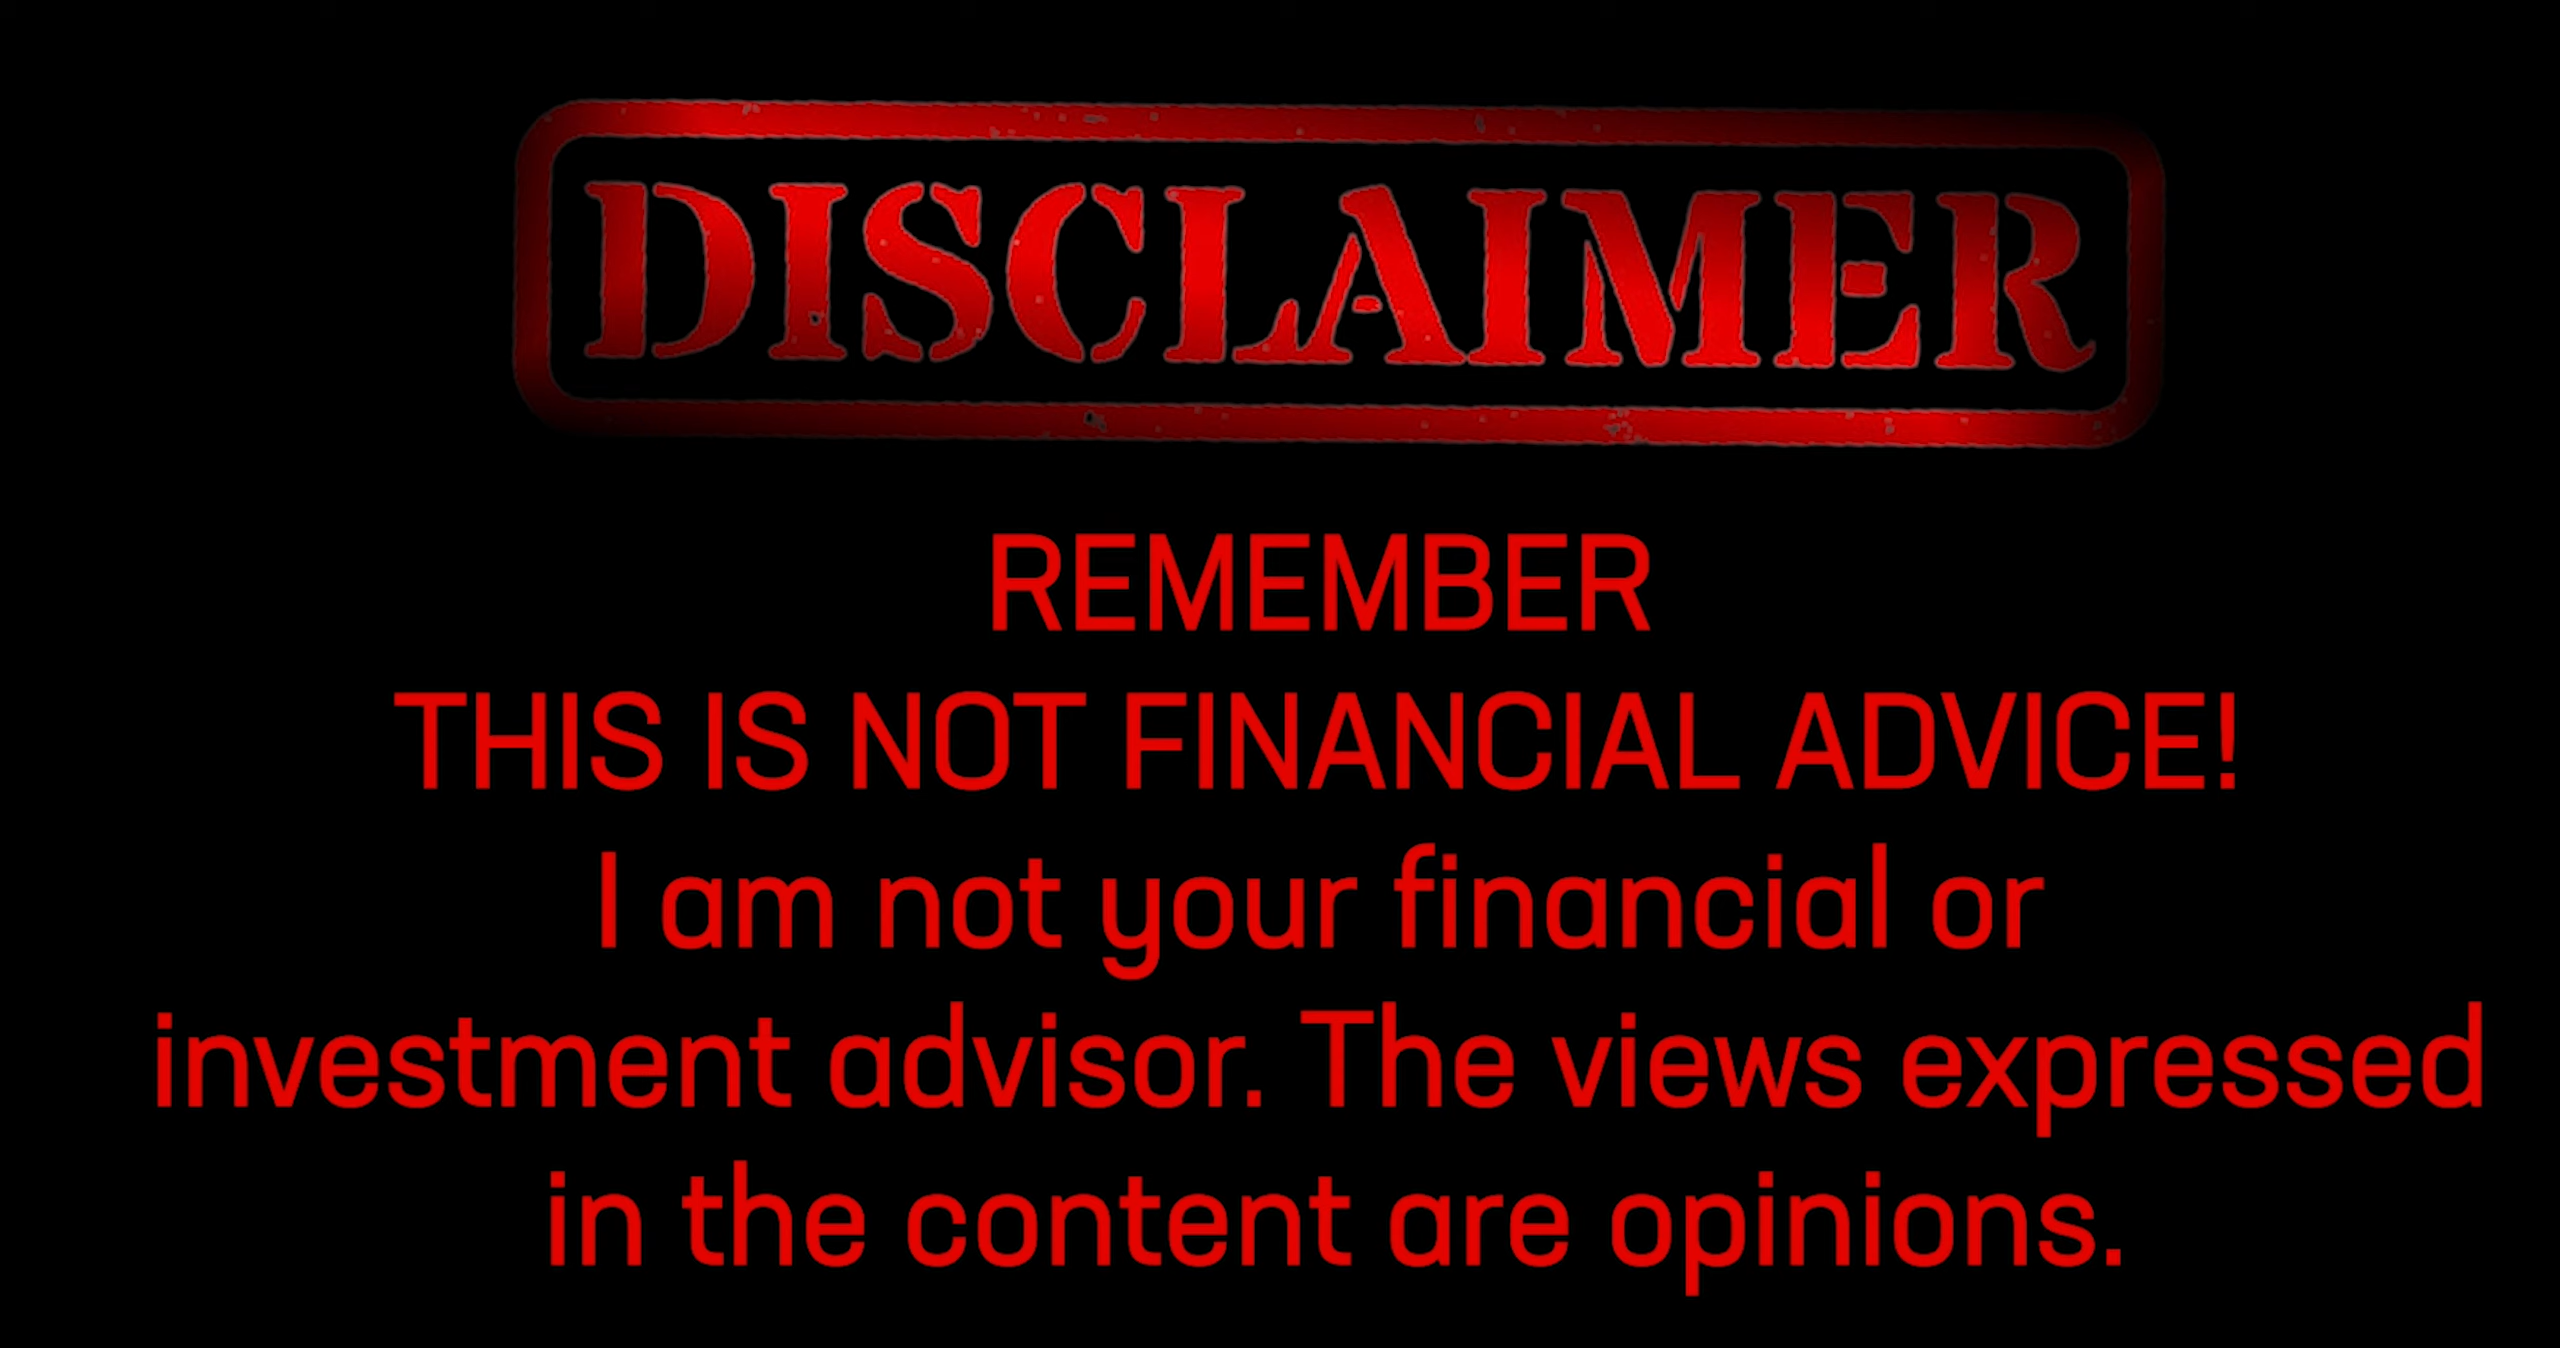 DISCLAIMER
REMEMBER
THIS IS NOT FINANCIAL ADVICE!
I am not your financial or
investment advisor. The views expressed
in the content are opinions.